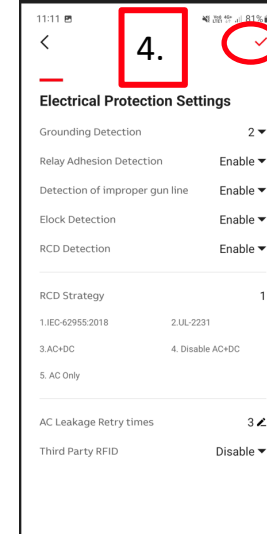 11:11
81%
4.
Electrical Protection Settings
Grounding Detection 2
Relay Adhesion Detection Enable
Detection of improper gun line Enable
Elock Detection Enable
RCD Detection Enable
RCD Strategy 1
1.IEC-62955:2018 2.UL-2231
3.AC+DC 4. Disable AC+DC
5. AC Only
AC Leakage Retry times 3
Third Party RFID Disable